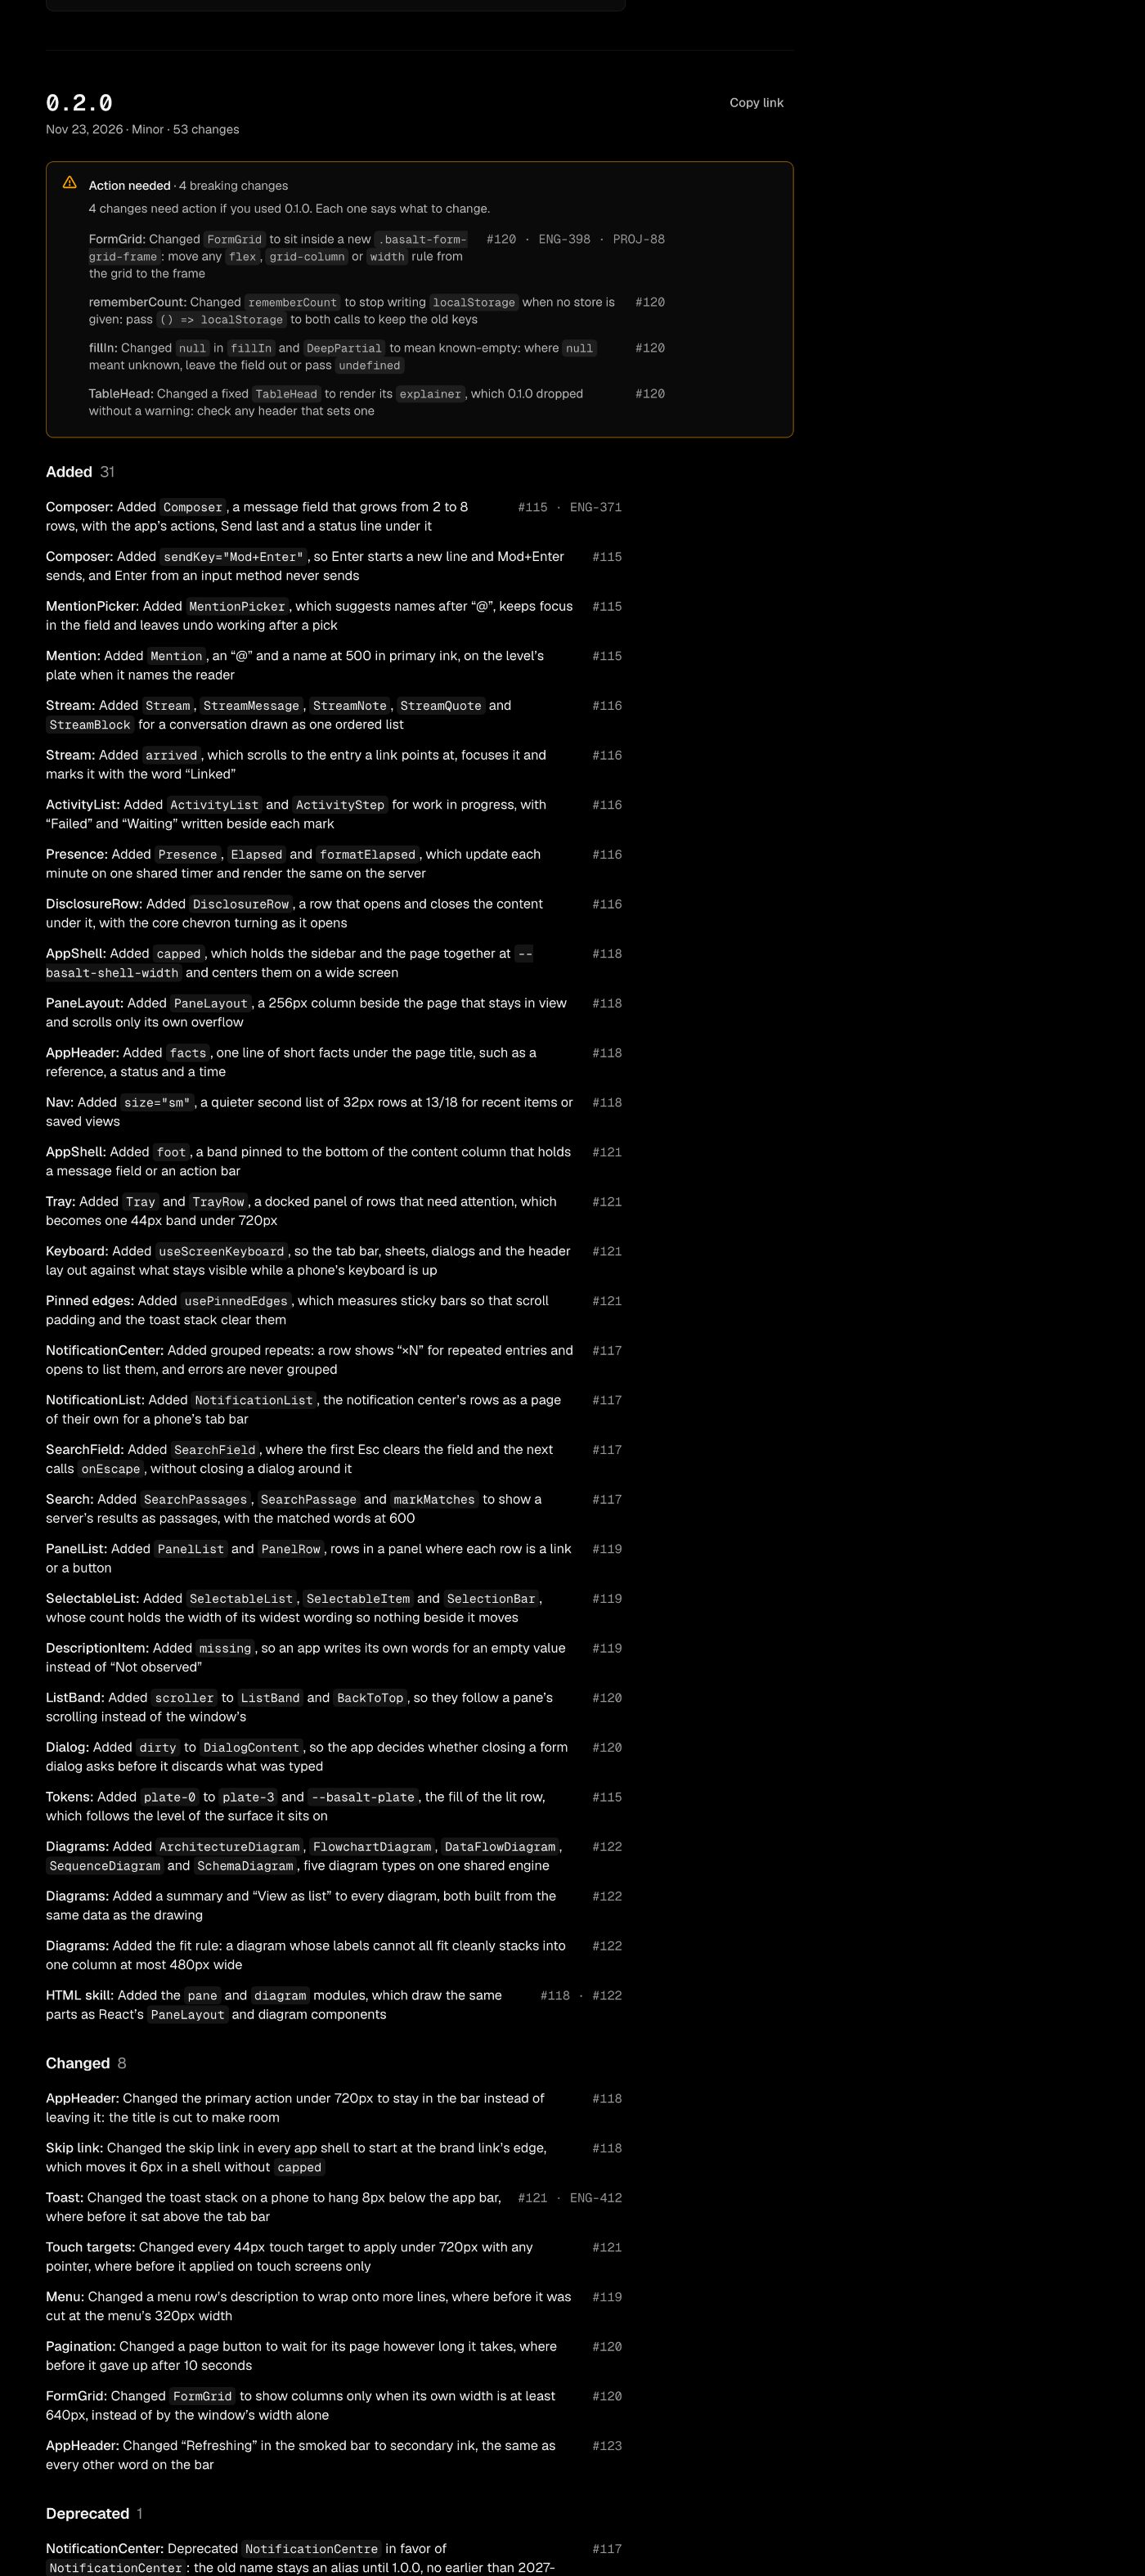 0.2.0
Copy link
Nov 23, 2026 · Minor · 53 changes
Action needed · 4 breaking changes
4 changes need action if you used 0.1.0. Each one says what to change.
FormGrid: Changed FormGrid to sit inside a new .basalt-form- #120 · ENG-398 · PROJ-88
grid-frame: move any flex, grid-column or width rule from
the grid to the frame
rememberCount: Changed rememberCount to stop writing localStorage when no store is #120
given: pass () => localStorage to both calls to keep the old keys
fillIn: Changed null in fillIn and DeepPartial to mean known-empty: where null #120
meant unknown, leave the field out or pass undefined
TableHead: Changed a fixed TableHead to render its explainer, which 0.1.0 dropped #120
without a warning: check any header that sets one
Added 31
Composer: Added Composer, a message field that grows from 2 to 8 #115 · ENG-371
rows, with the app’s actions, Send last and a status line under it
Composer: Added sendKey="Mod+Enter", so Enter starts a new line and Mod+Enter #115
sends, and Enter from an input method never sends
MentionPicker: Added MentionPicker, which suggests names after “@”, keeps focus #115
in the field and leaves undo working after a pick
Mention: Added Mention, an “@” and a name at 500 in primary ink, on the level’s #115
plate when it names the reader
Stream: Added Stream, StreamMessage, StreamNote, StreamQuote and #116
StreamBlock for a conversation drawn as one ordered list
Stream: Added arrived, which scrolls to the entry a link points at, focuses it and #116
marks it with the word “Linked”
ActivityList: Added ActivityList and ActivityStep for work in progress, with #116
“Failed” and “Waiting” written beside each mark
Presence: Added Presence, Elapsed and formatElapsed, which update each #116
minute on one shared timer and render the same on the server
DisclosureRow: Added DisclosureRow, a row that opens and closes the content #116
under it, with the core chevron turning as it opens
AppShell: Added capped, which holds the sidebar and the page together at -- #118
basalt-shell-width and centers them on a wide screen
PaneLayout: Added PaneLayout, a 256px column beside the page that stays in view #118
and scrolls only its own overflow
AppHeader: Added facts, one line of short facts under the page title, such as a #118
reference, a status and a time
Nav: Added size="sm", a quieter second list of 32px rows at 13/18 for recent items or #118
saved views
AppShell: Added foot, a band pinned to the bottom of the content column that holds #121
a message field or an action bar
Tray: Added Tray and TrayRow, a docked panel of rows that need attention, which #121
becomes one 44px band under 720px
Keyboard: Added useScreenKeyboard, so the tab bar, sheets, dialogs and the header #121
lay out against what stays visible while a phone’s keyboard is up
Pinned edges: Added usePinnedEdges, which measures sticky bars so that scroll #121
padding and the toast stack clear them
NotificationCenter: Added grouped repeats: a row shows “×N” for repeated entries and #117
opens to list them, and errors are never grouped
NotificationList: Added NotificationList, the notification center’s rows as a page #117
of their own for a phone’s tab bar
SearchField: Added SearchField, where the first Esc clears the field and the next #117
calls onEscape, without closing a dialog around it
Search: Added SearchPassages, SearchPassage and markMatches to show a #117
server’s results as passages, with the matched words at 600
PanelList: Added PanelList and PanelRow, rows in a panel where each row is a link #119
or a button
SelectableList: Added SelectableList, SelectableItem and SelectionBar, #119
whose count holds the width of its widest wording so nothing beside it moves
DescriptionItem: Added missing, so an app writes its own words for an empty value #119
instead of “Not observed”
ListBand: Added scroller to ListBand and BackToTop, so they follow a pane’s #120
scrolling instead of the window’s
Dialog: Added dirty to DialogContent, so the app decides whether closing a form #120
dialog asks before it discards what was typed
Tokens: Added plate-0 to plate-3 and --basalt-plate, the fill of the lit row, #115
which follows the level of the surface it sits on
Diagrams: Added ArchitectureDiagram, FlowchartDiagram, DataFlowDiagram, #122
SequenceDiagram and SchemaDiagram, five diagram types on one shared engine
Diagrams: Added a summary and “View as list” to every diagram, both built from the #122
same data as the drawing
Diagrams: Added the fit rule: a diagram whose labels cannot all fit cleanly stacks into #122
one column at most 480px wide
HTML skill: Added the pane and diagram modules, which draw the same #118 · #122
parts as React’s PaneLayout and diagram components
Changed 8
AppHeader: Changed the primary action under 720px to stay in the bar instead of #118
leaving it: the title is cut to make room
Skip link: Changed the skip link in every app shell to start at the brand link’s edge, #118
which moves it 6px in a shell without capped
Toast: Changed the toast stack on a phone to hang 8px below the app bar, #121 · ENG-412
where before it sat above the tab bar
Touch targets: Changed every 44px touch target to apply under 720px with any #121
pointer, where before it applied on touch screens only
Menu: Changed a menu row’s description to wrap onto more lines, where before it was #119
cut at the menu’s 320px width
Pagination: Changed a page button to wait for its page however long it takes, where #120
before it gave up after 10 seconds
FormGrid: Changed FormGrid to show columns only when its own width is at least #120
640px, instead of by the window’s width alone
AppHeader: Changed “Refreshing” in the smoked bar to secondary ink, the same as #123
every other word on the bar
Deprecated 1
NotificationCenter: Deprecated NotificationCentre in favor of #117
NotificationCenter: the old name stays an alias until 1.0.0, no earlier than 2027-